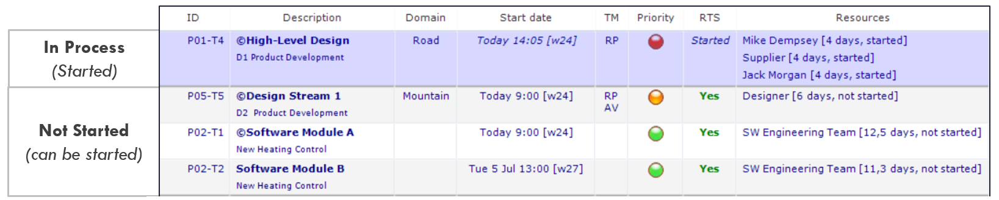 ID Description Domain Start date TM Priority RTS Resources
In Process
(Started)
P01-T4 ©High-Level Design Road Today 14:05 [w24] RP Started Mike Dempsey [4 days, started]
D1 Product Development Supplier [4 days, started]
Jack Morgan [4 days, started]
Not Started
(can be started)
P05-T5 ©Design Stream 1 Mountain Today 9:00 [w24] RP Yes Designer [6 days, not started]
D2 Product Development AV
P02-T1 ©Software Module A Today 9:00 [w24] Yes SW Engineering Team [12,5 days, not started]
New Heating Control
P02-T2 Software Module B Tue 5 Jul 13:00 [w27] Yes SW Engineering Team [11,3 days, not started]
New Heating Control